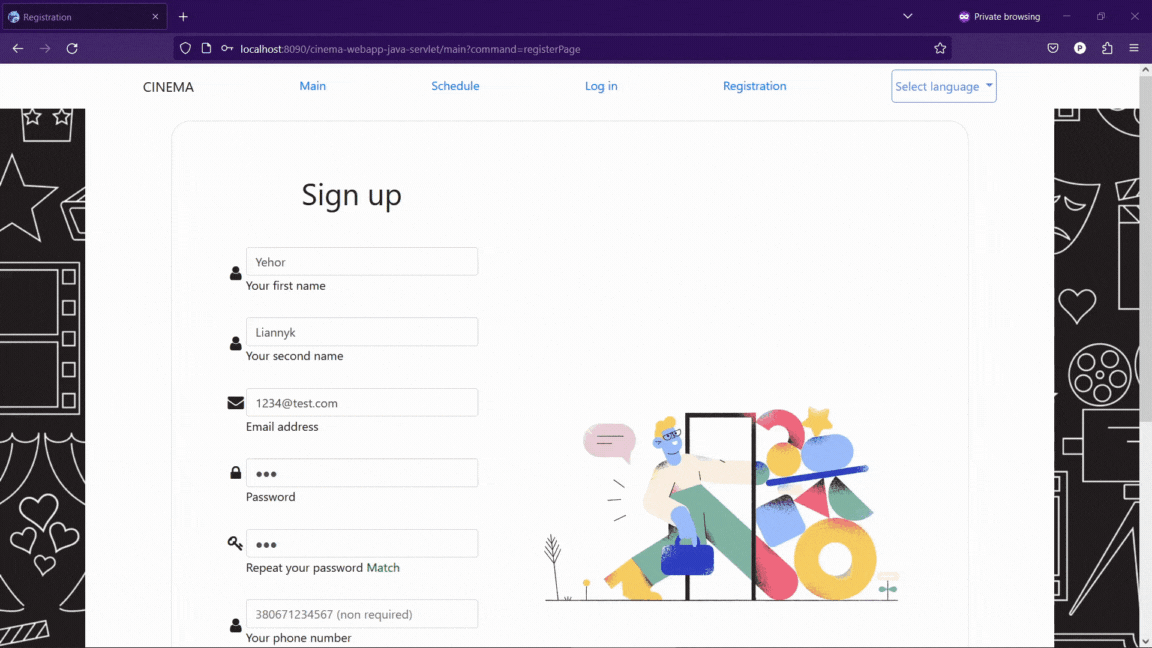 Registration
Private browsing
localhost:8090/cinema-webapp-java-servlet/main?command=registerPage
P
CINEMA Main Schedule Log in Registration Select language
Sign up
Yehor
Your first name
Liannyk
Your second name
1234@test.com
Email address
Password
Repeat your password Match
380671234567 (non required)
Your phone number